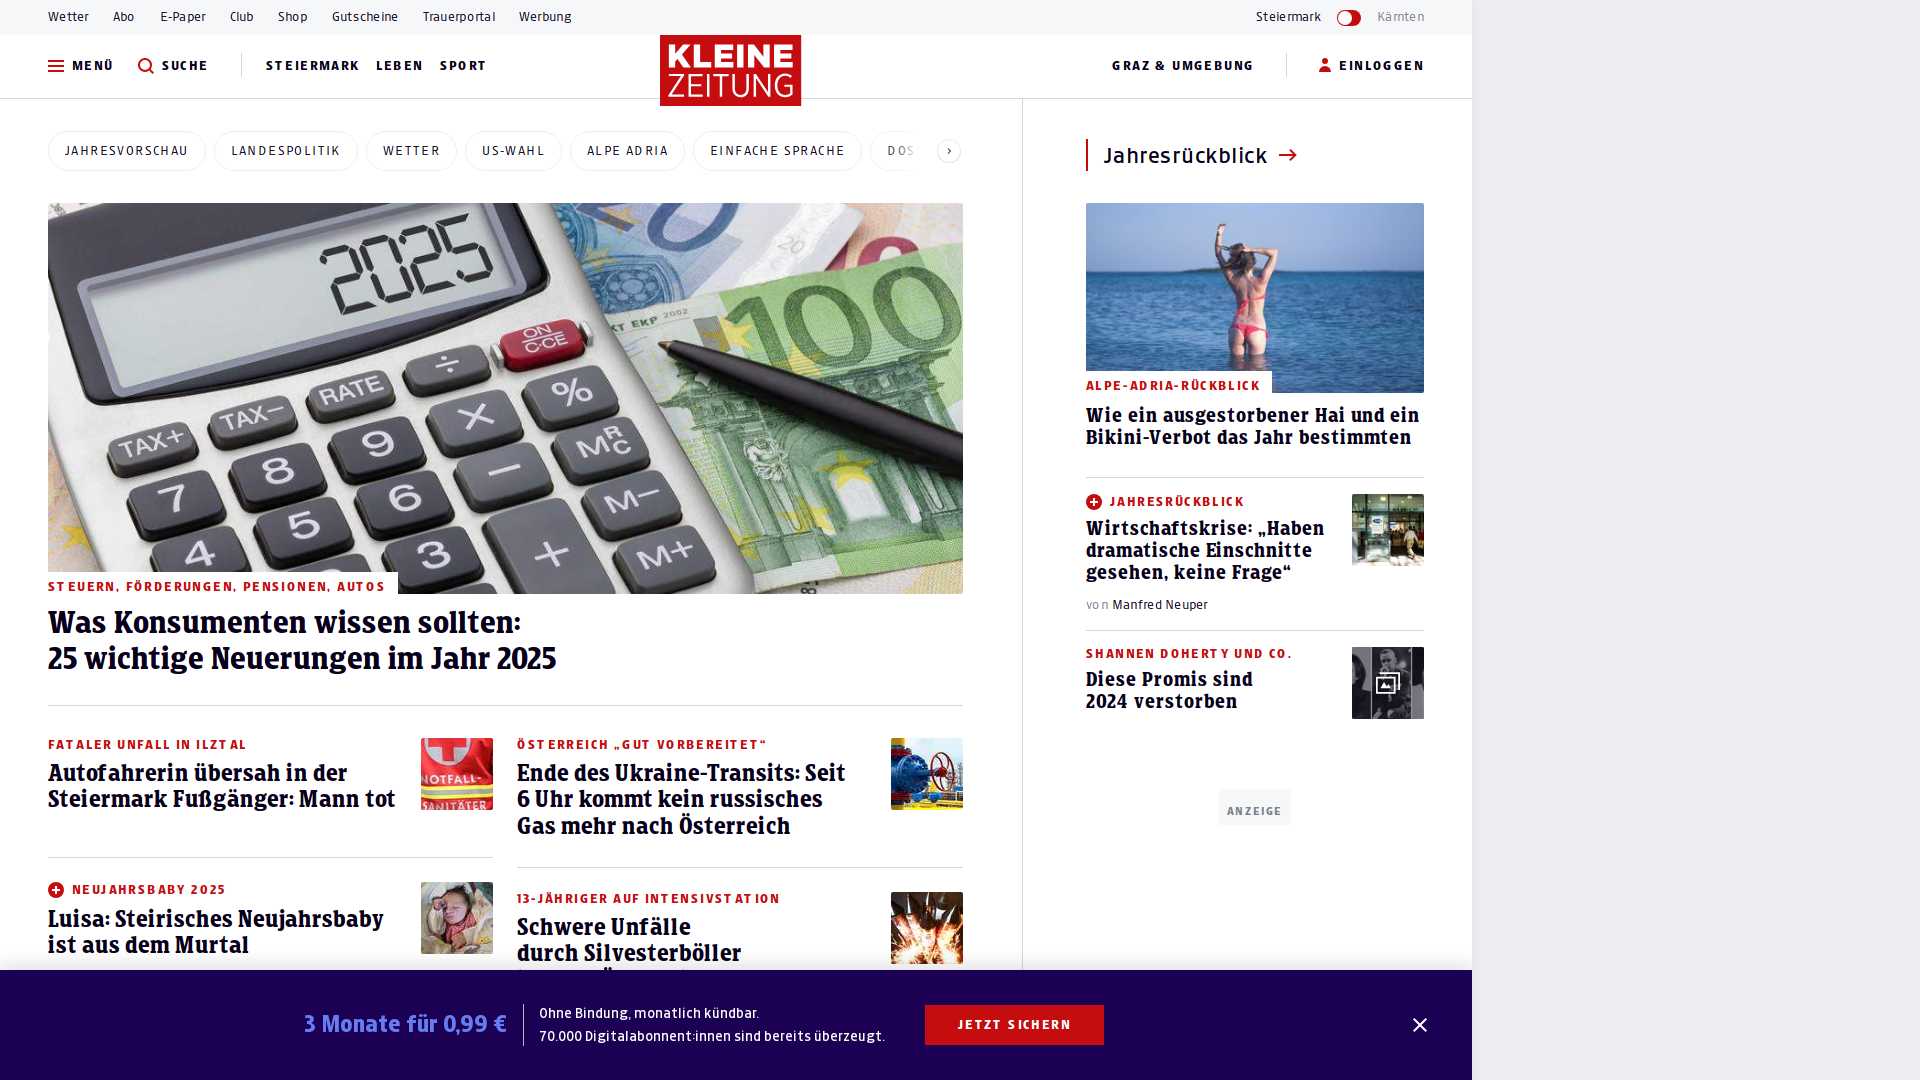 Wetter Abo E-Paper Club Shop Gutscheine Trauerportal Werbung Steiermark Kärnten
MENÜ SUCHE STEIERMARK LEBEN SPORT
KLEINE
ZEITUNG
GRAZ & UMGEBUNG EINLOGGEN
JAHRESVORSCHAU LANDESPOLITIK WETTER US-WAHL ALPE ADRIA EINFACHE SPRACHE DOS
2025
ON
C·CE
TAX+ TAX− RATE ÷
7 8 9 × %
4 5 6 − MRC
3 + M−
M+
20
100
EKP 2002
STEUERN, FÖRDERUNGEN, PENSIONEN, AUTOS
Was Konsumenten wissen sollten:
25 wichtige Neuerungen im Jahr 2025
FATALER UNFALL IN ILZTAL
Autofahrerin übersah in der
Steiermark Fußgänger: Mann tot
NOTFALL-
SANITÄTER
NEUJAHRSBABY 2025
Luisa: Steirisches Neujahrsbaby
ist aus dem Murtal
ÖSTERREICH „GUT VORBEREITET“
Ende des Ukraine-Transits: Seit
6 Uhr kommt kein russisches
Gas mehr nach Österreich
13-JÄHRIGER AUF INTENSIVSTATION
Schwere Unfälle
durch Silvesterböller
Jahresrückblick
ALPE-ADRIA-RÜCKBLICK
Wie ein ausgestorbener Hai und ein
Bikini-Verbot das Jahr bestimmten
JAHRESRÜCKBLICK
Wirtschaftskrise: „Haben
dramatische Einschnitte
gesehen, keine Frage“
von Manfred Neuper
SHANNEN DOHERTY UND CO.
Diese Promis sind
2024 verstorben
ANZEIGE
3 Monate für 0,99 €
Ohne Bindung, monatlich kündbar.
70.000 Digitalabonnent:innen sind bereits überzeugt.
JETZT SICHERN